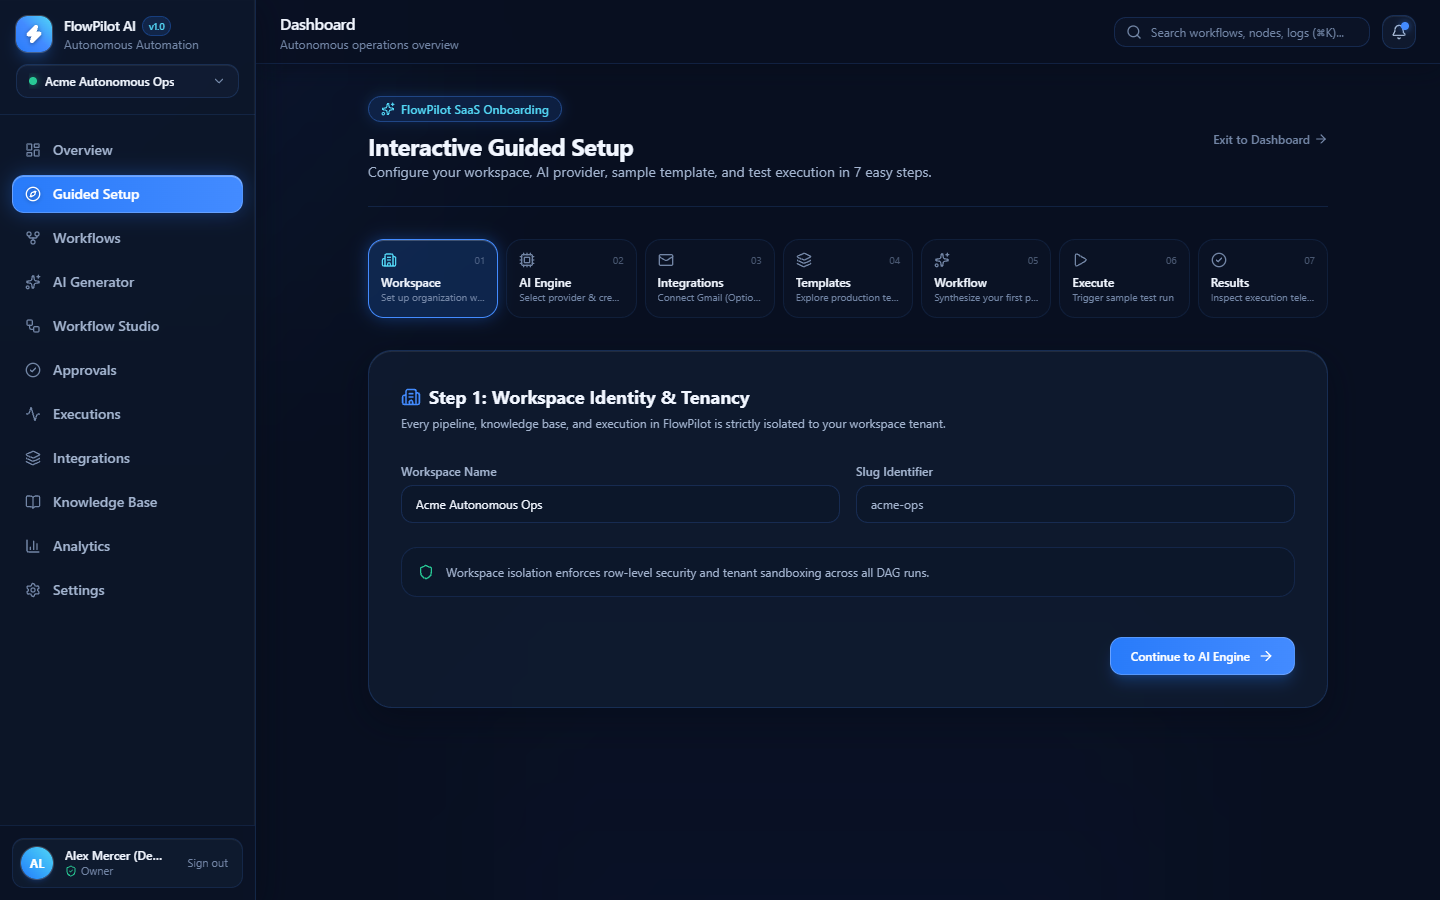 FlowPilot AI v1.0
Autonomous Automation
Acme Autonomous Ops
Overview
Guided Setup
Workflows
AI Generator
Workflow Studio
Approvals
Executions
Integrations
Knowledge Base
Analytics
Settings
AL
Alex Mercer (De...
Owner
Sign out
Dashboard
Autonomous operations overview
Search workflows, nodes, logs (⌘K)...
FlowPilot SaaS Onboarding
Interactive Guided Setup
Configure your workspace, AI provider, sample template, and test execution in 7 easy steps.
Exit to Dashboard
01
Workspace
Set up organization w...
02
AI Engine
Select provider & cre...
03
Integrations
Connect Gmail (Optio...
04
Templates
Explore production te...
05
Workflow
Synthesize your first p...
06
Execute
Trigger sample test run
07
Results
Inspect execution tele...
Step 1: Workspace Identity & Tenancy
Every pipeline, knowledge base, and execution in FlowPilot is strictly isolated to your workspace tenant.
Workspace Name
Acme Autonomous Ops
Slug Identifier
acme-ops
Workspace isolation enforces row-level security and tenant sandboxing across all DAG runs.
Continue to AI Engine